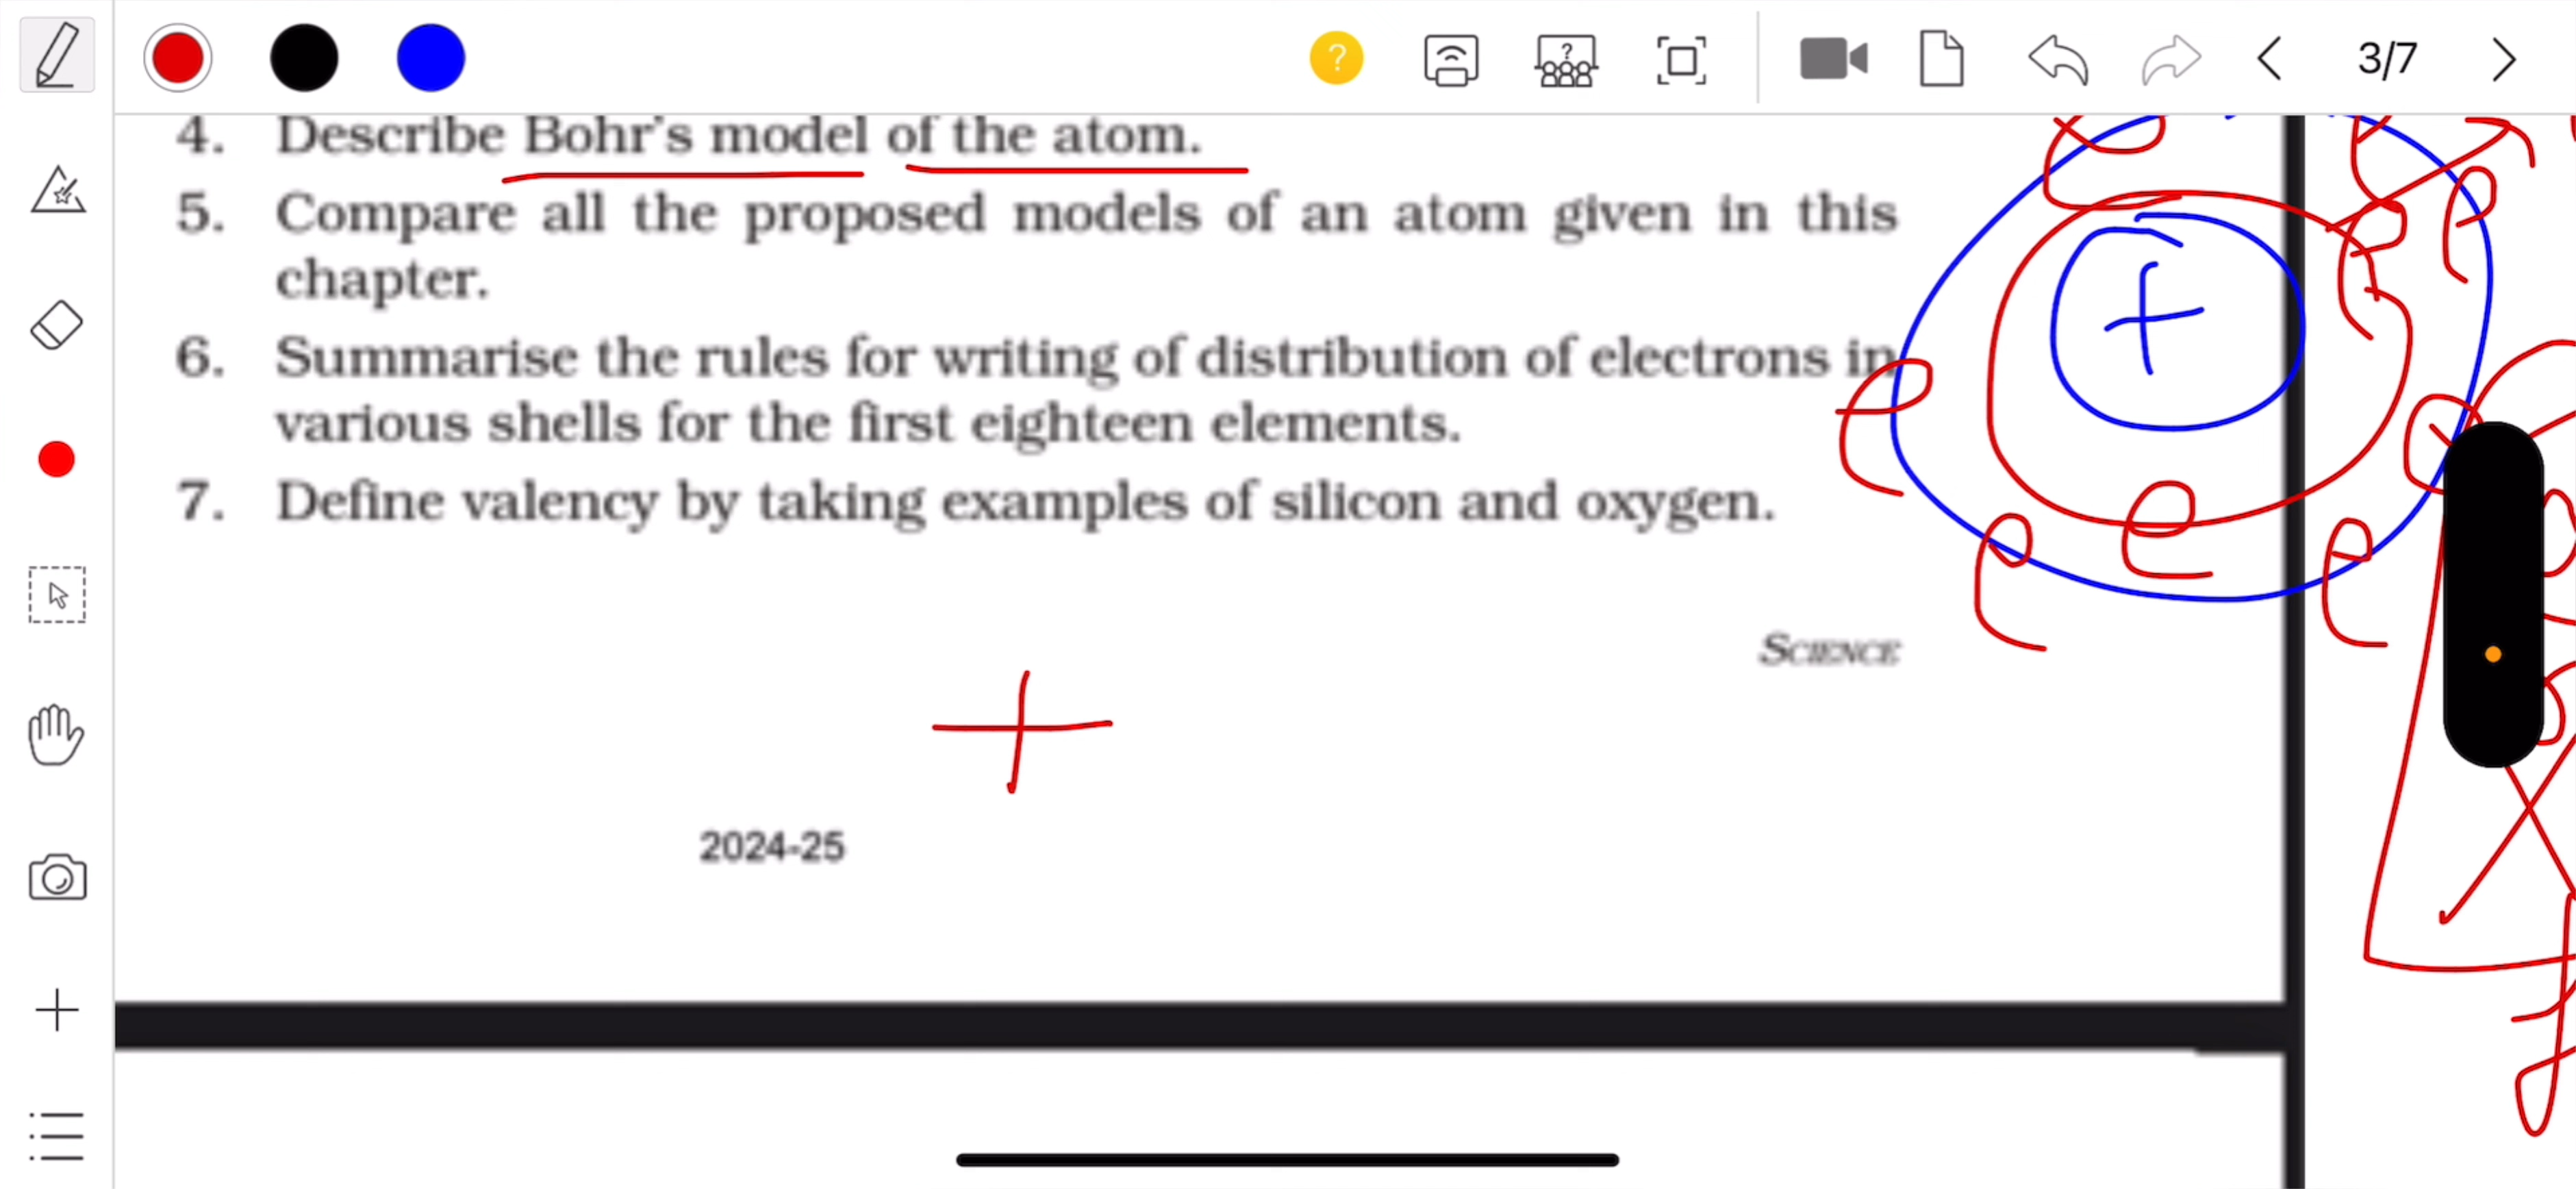 3/7
4. Describe Bohr's model of the atom.
5. Compare all the proposed models of an atom given in this
chapter.
6. Summarise the rules for writing of distribution of electrons in
various shells for the first eighteen elements.
7. Define valency by taking examples of silicon and oxygen.
SCIENCE
2024-25
+
+
e
e
e
e
e
e